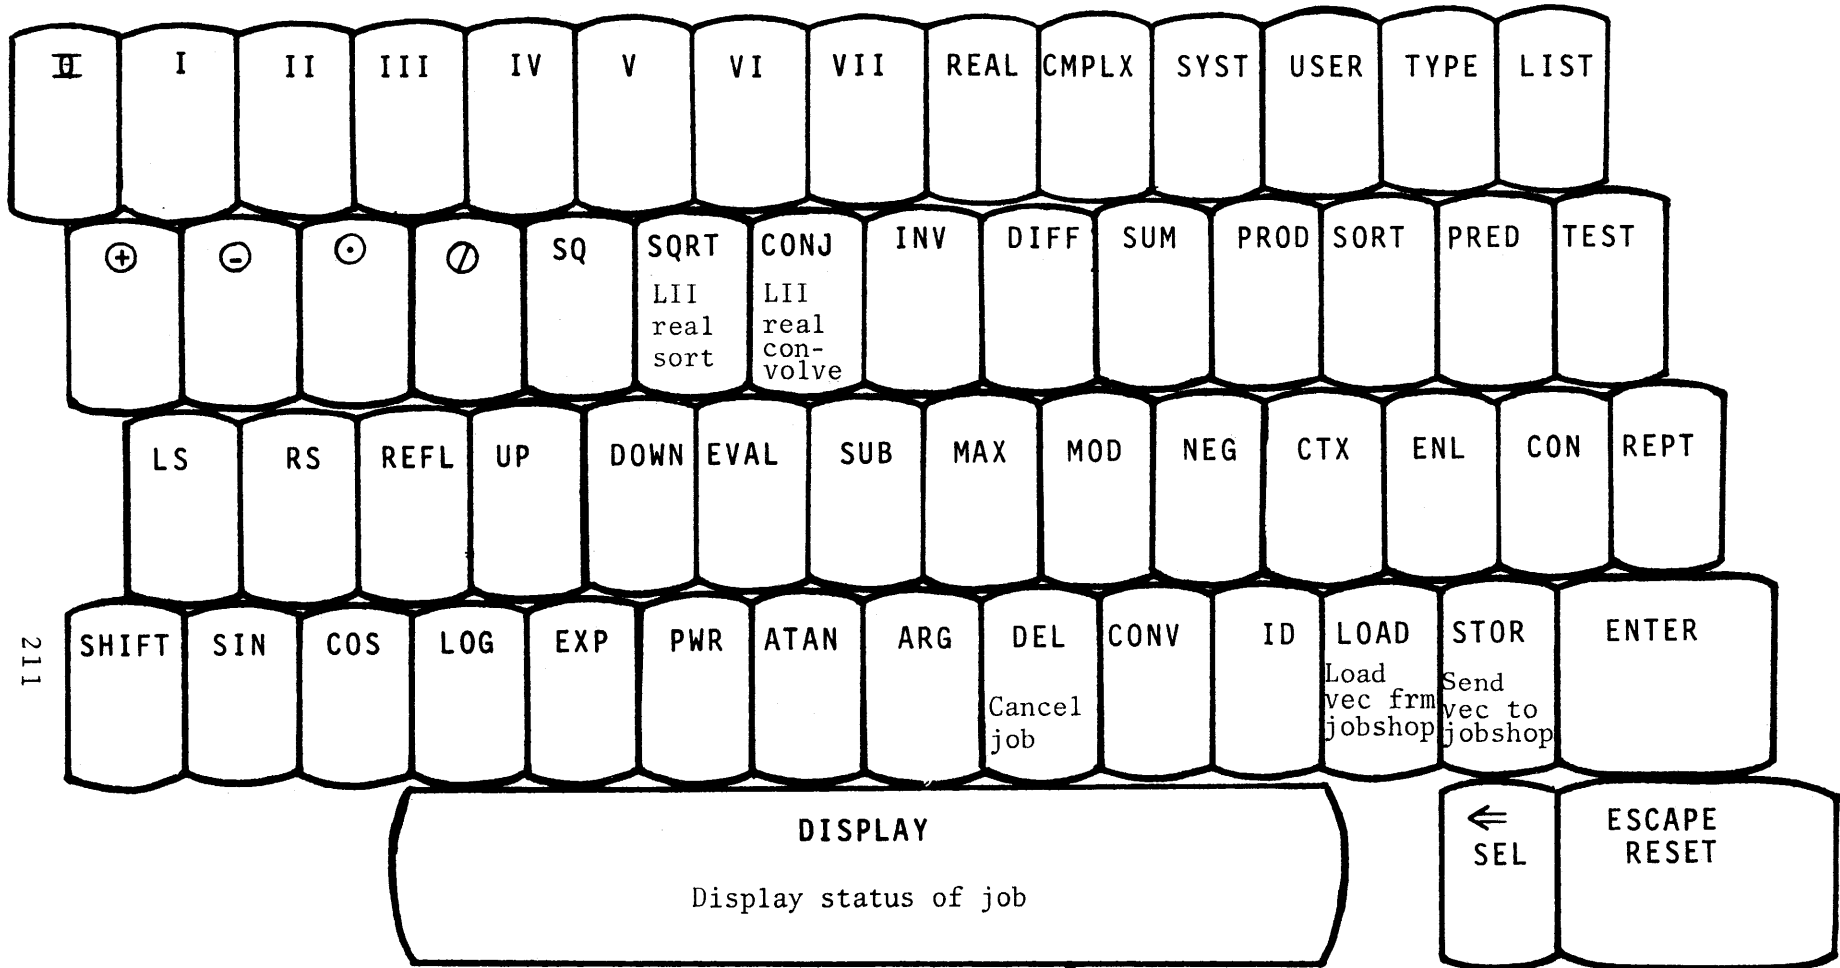 I I II III IV V VI VII REAL CMPLX SYST USER TYPE LIST
⊕ ⊖ ⊙ ⊘ SQ SQRT CONJ INV DIFF SUM PROD SORT PRED TEST
LII LII
real real
sort con-
volve
LS RS REFL UP DOWN EVAL SUB MAX MOD NEG CTX ENL CON REPT
SHIFT SIN COS LOG EXP PWR ATAN ARG DEL CONV ID LOAD STOR ENTER
Cancel
job
Load
vec frm
jobshop
Send
vec to
jobshop
211
DISPLAY
Display status of job
⇐
SEL
ESCAPE
RESET